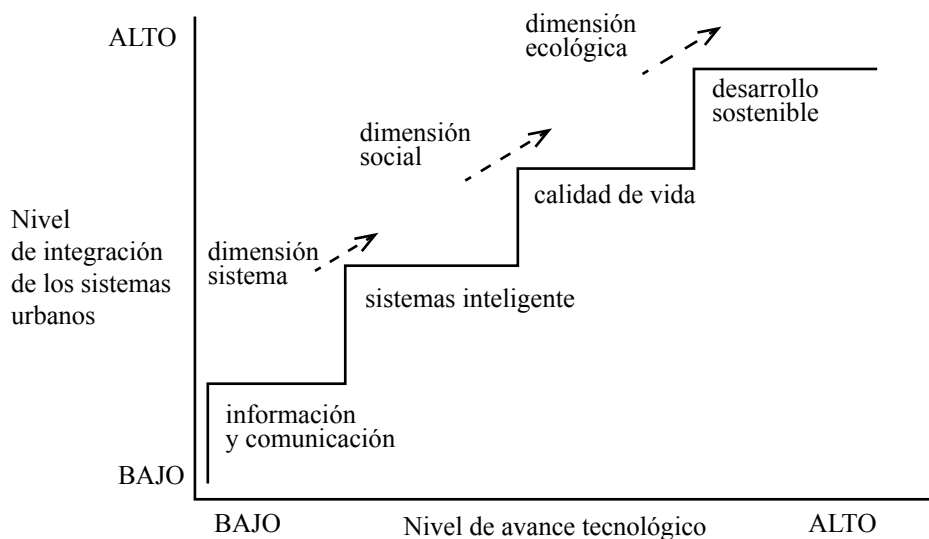 ALTO
dimensión
ecológica
desarrollo
sostenible
dimensión
social
calidad de vida
Nivel
de integración
de los sistemas
urbanos
dimensión
sistema
sistemas inteligente
información
y comunicación
BAJO
BAJO
Nivel de avance tecnológico
ALTO